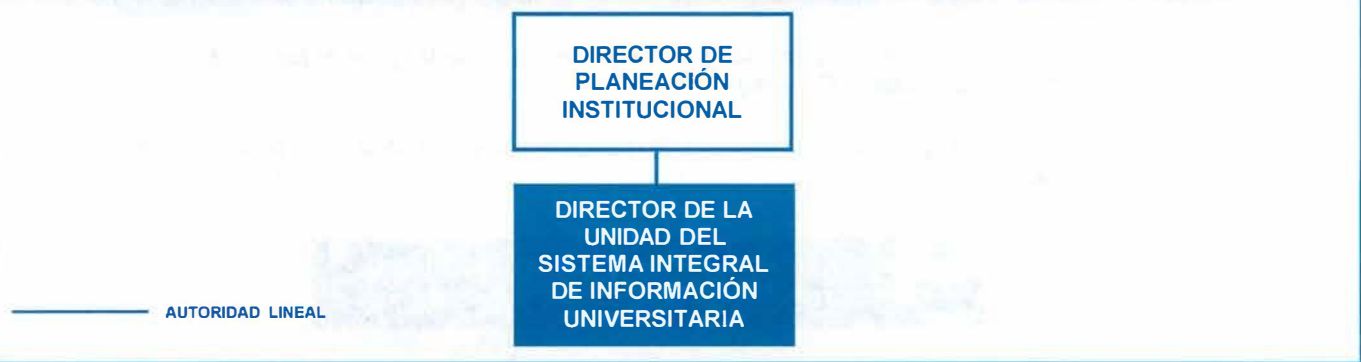 DIRECTOR DE
PLANEACIÓN
INSTITUCIONAL
DIRECTOR DE LA
UNIDAD DEL
SISTEMA INTEGRAL
DE INFORMACIÓN
UNIVERSITARIA
AUTORIDAD LINEAL